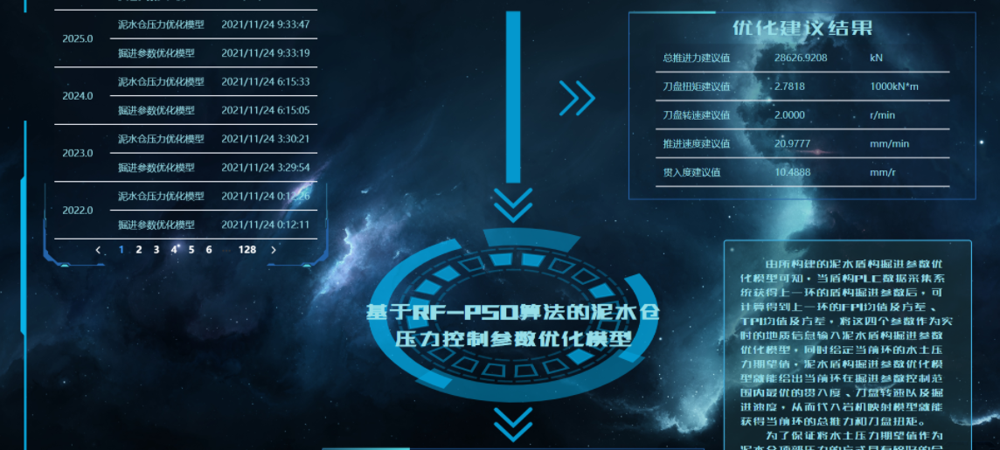 泥水仓压力优化模型 2021/11/24 9:33:47
2025.0
掘进参数优化模型 2021/11/24 9:33:19
泥水仓压力优化模型 2021/11/24 6:15:33
2024.0
掘进参数优化模型 2021/11/24 6:15:05
泥水仓压力优化模型 2021/11/24 3:30:21
2023.0
掘进参数优化模型 2021/11/24 3:29:54
泥水仓压力优化模型 2021/11/24 0:12:26
2022.0
掘进参数优化模型 2021/11/24 0:12:11
< 1 2 3 4 5 6 ... 128 >
基于RF-PSO算法的泥水仓
压力控制参数优化模型
优化建议结果
总推进力建议值 28626.9208 kN
刀盘扭矩建议值 2.7818 1000kN*m
刀盘转速建议值 2.0000 r/min
推进速度建议值 20.9777 mm/min
贯入度建议值 10.4888 mm/r
由所构建的泥水盾构掘进参数优
化模型可知，当盾构PLC数据采集系
统获得上一环的盾构掘进参数后，可
计算得到上一环的FPI均值及方差、
TPI均值及方差，将这四个参数作为实
时的地质信息输入泥水盾构掘进参数
优化模型，同时给定当前环的水土压
力期望值，泥水盾构掘进参数优化模
型就能给出当前环在掘进参数控制范
围内最优的贯入度、刀盘转速以及掘
进速度，从而代入岩机映射模型就能
获得当前环的总推力和刀盘扭矩。
为了保证将水土压力期望值作为